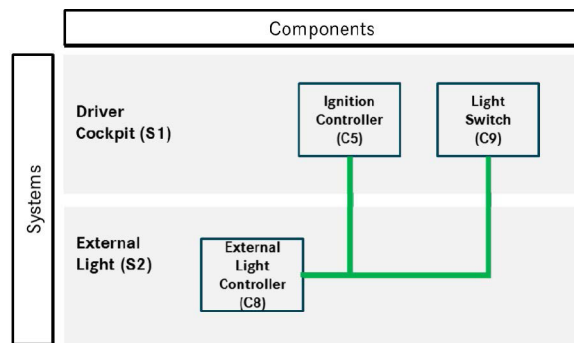 Components
Systems
Driver
Cockpit (S1)
Ignition
Controller
(C5)
Light
Switch
(C9)
External
Light (S2)
External
Light
Controller
(C8)